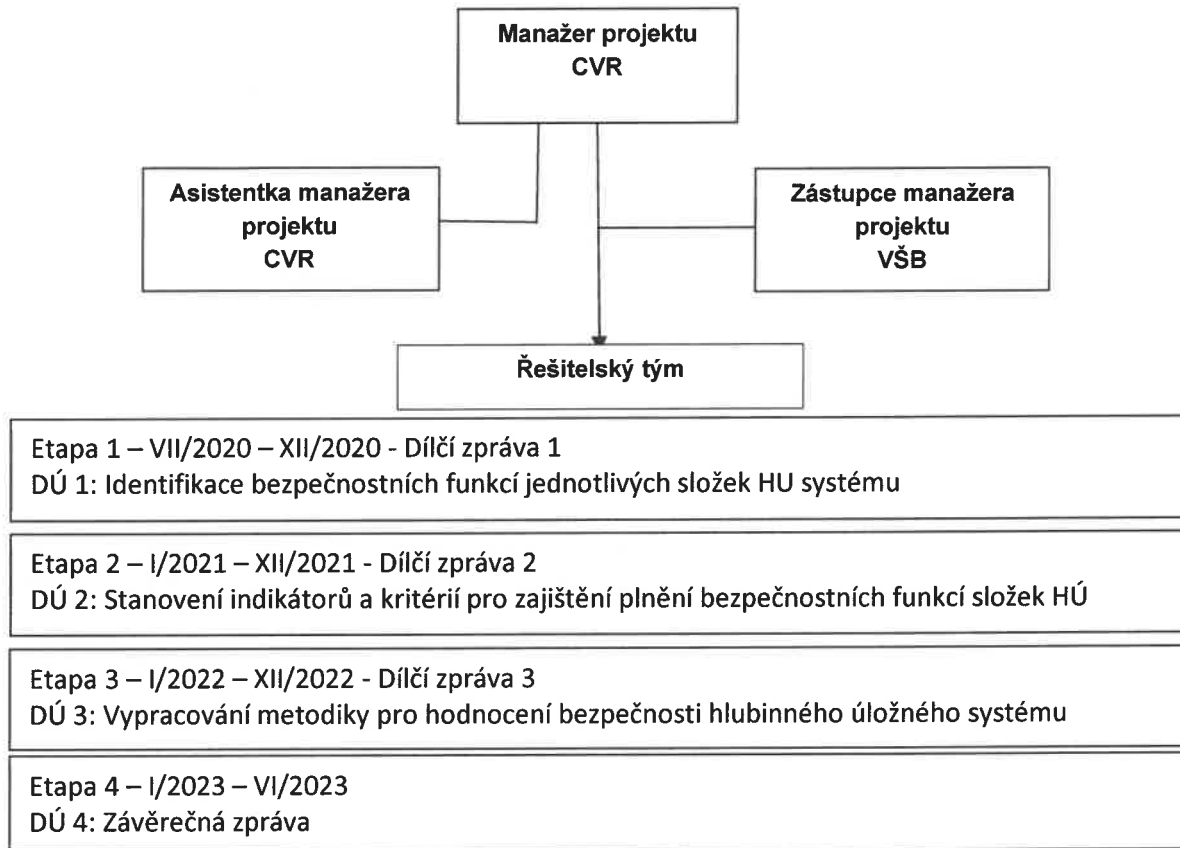 Manažer projektu
CVR
Asistentka manažera
projektu
CVR
Zástupce manažera
projektu
VŠB
Řešitelský tým
Etapa 1 – VII/2020 – XII/2020 - Dílčí zpráva 1
DÚ 1: Identifikace bezpečnostních funkcí jednotlivých složek HU systému
Etapa 2 – I/2021 – XII/2021 - Dílčí zpráva 2
DÚ 2: Stanovení indikátorů a kritérií pro zajištění plnění bezpečnostních funkcí složek HÚ
Etapa 3 – I/2022 – XII/2022 - Dílčí zpráva 3
DÚ 3: Vypracování metodiky pro hodnocení bezpečnosti hlubinného úložného systému
Etapa 4 – I/2023 – VI/2023
DÚ 4: Závěrečná zpráva